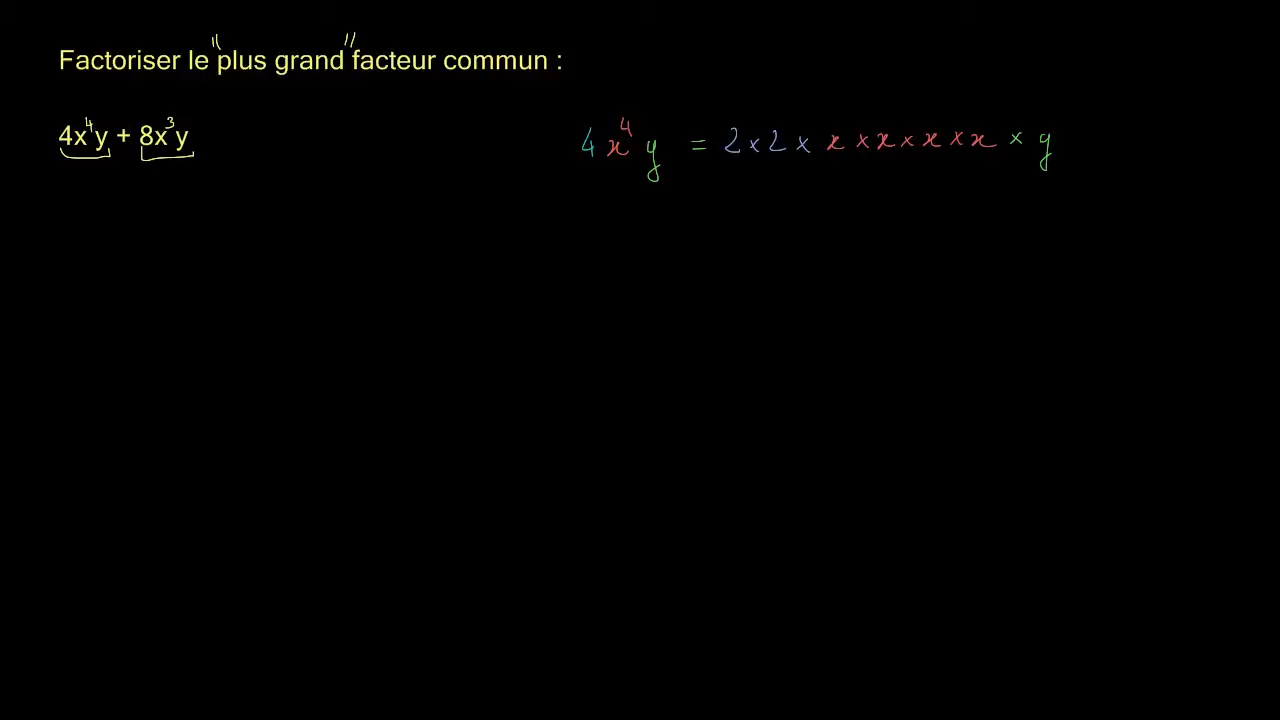 Factoriser le "plus grand" facteur commun :
4x⁴y + 8x³y
4x⁴y = 2 × 2 × x × x × x × x × y